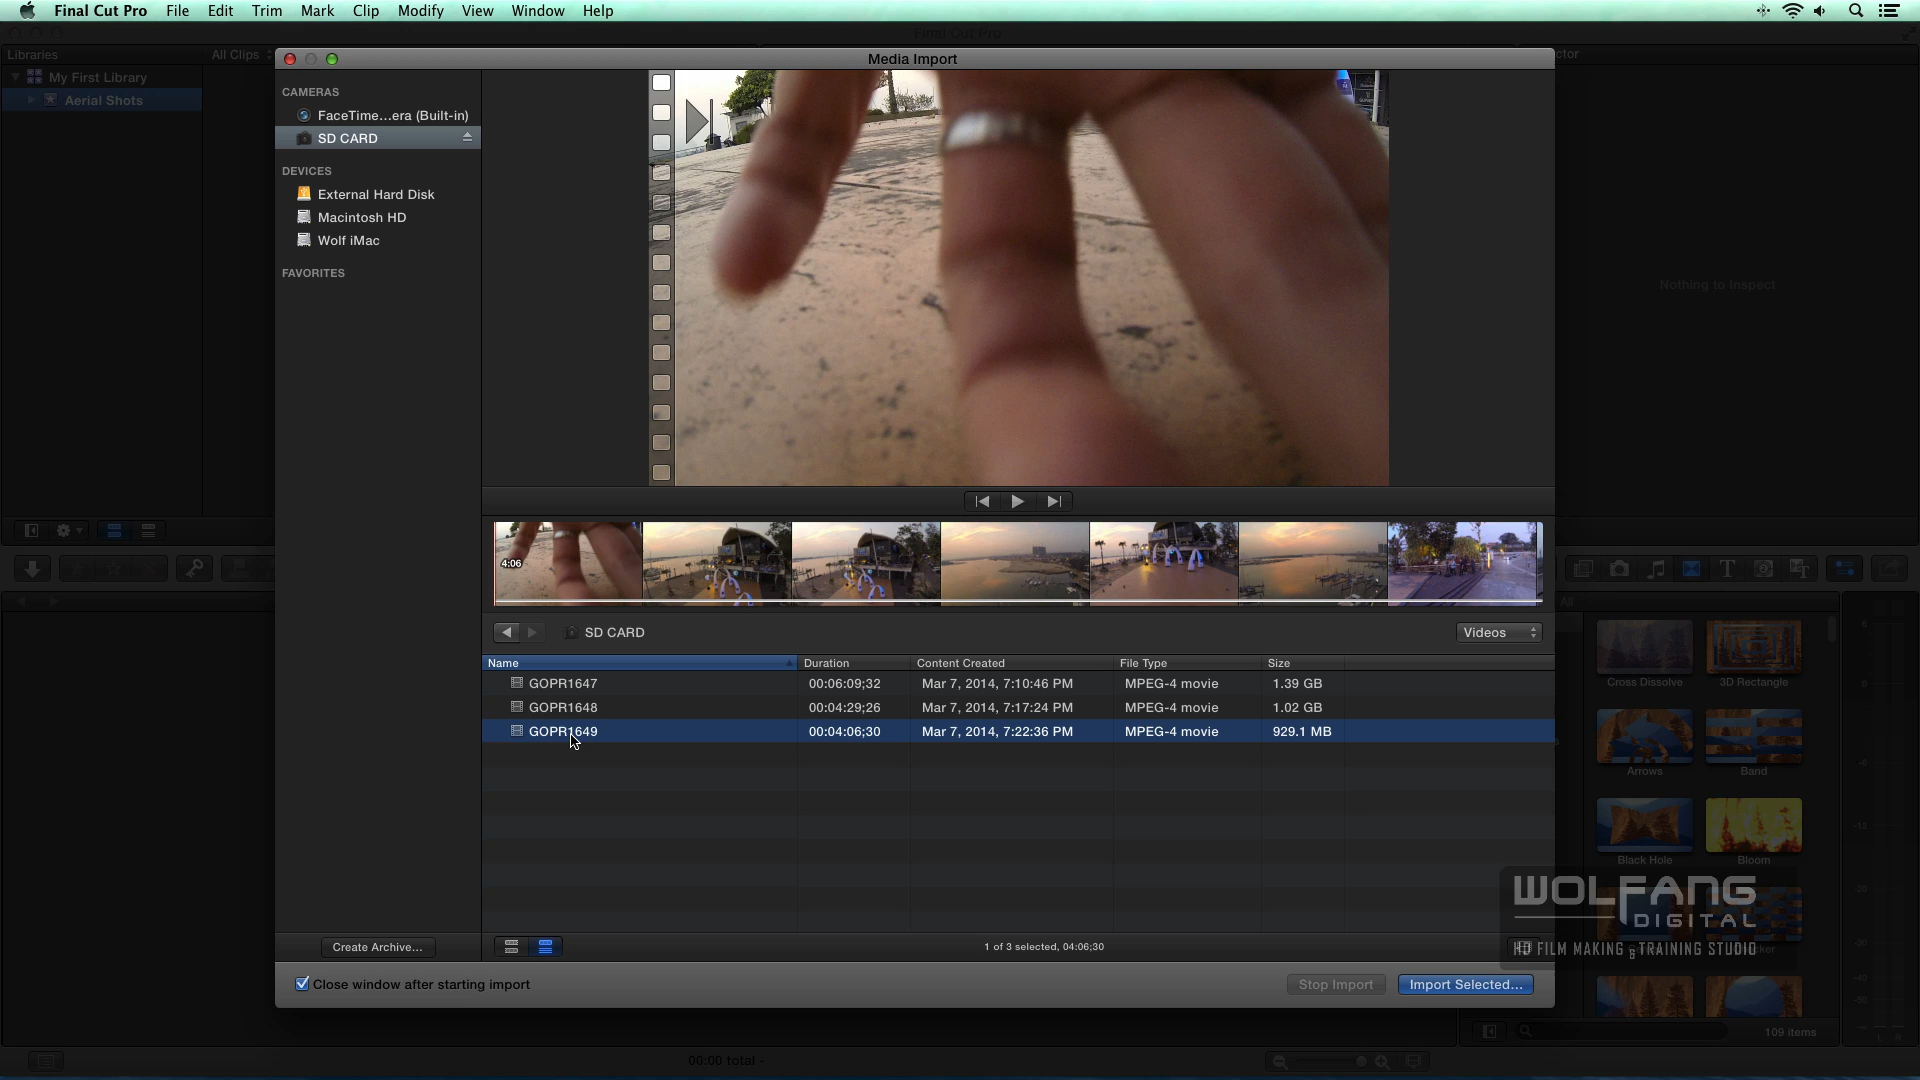 Final Cut Pro File Edit Trim Mark Clip Modify View Window Help
Final Cut Pro
Libraries All Clips
My First Library
Aerial Shots
Media Import
CAMERAS
FaceTime...era (Built-in)
SD CARD
DEVICES
External Hard Disk
Macintosh HD
Wolf iMac
FAVORITES
Nothing to Inspect
4:06
SD CARD Videos
Name Duration Content Created File Type Size
GOPR1647 00:06:09;32 Mar 7, 2014, 7:10:46 PM MPEG-4 movie 1.39 GB
GOPR1648 00:04:29;26 Mar 7, 2014, 7:17:24 PM MPEG-4 movie 1.02 GB
GOPR1649 00:04:06;30 Mar 7, 2014, 7:22:36 PM MPEG-4 movie 929.1 MB
All
Cross Dissolve 3D Rectangle
Arrows Band
Black Hole Bloom
WOLFANG
DIGITAL
HD FILM MAKING & TRAINING STUDIO
Create Archive... 1 of 3 selected, 04:06;30
Close window after starting import Stop Import Import Selected...
109 items
00:00 total -